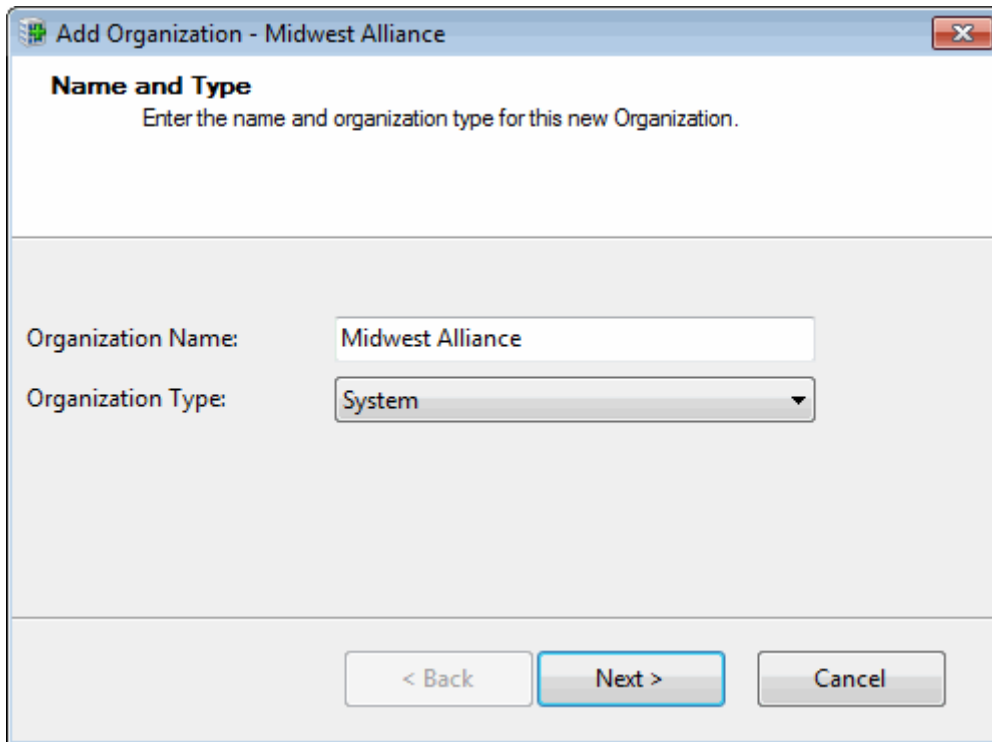 Add Organization - Midwest Alliance
Name and Type
Enter the name and organization type for this new Organization.
Organization Name: Midwest Alliance
Organization Type: System
< Back Next > Cancel